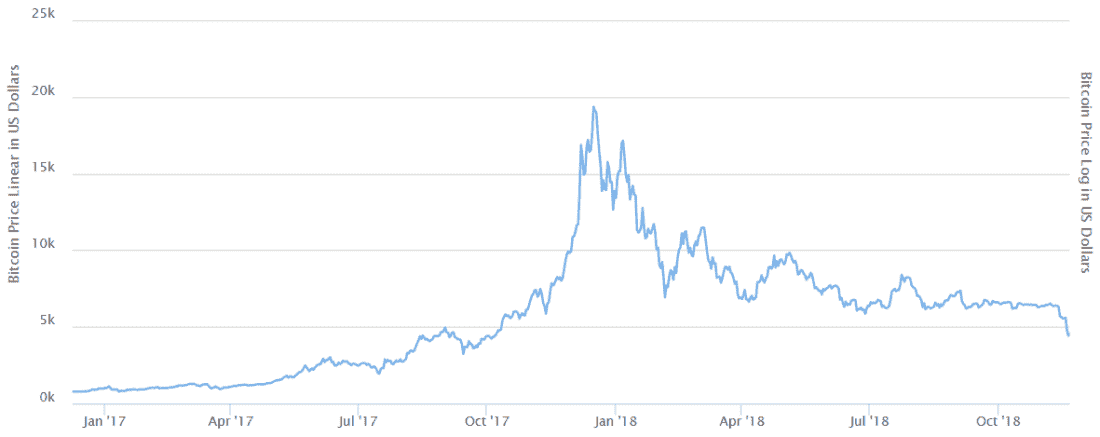 25k
20k
15k
10k
5k
0k
Bitcoin Price Linear in US Dollars
Bitcoin Price Log in US Dollars
Jan '17
Apr '17
Jul '17
Oct '17
Jan '18
Apr '18
Jul '18
Oct '18